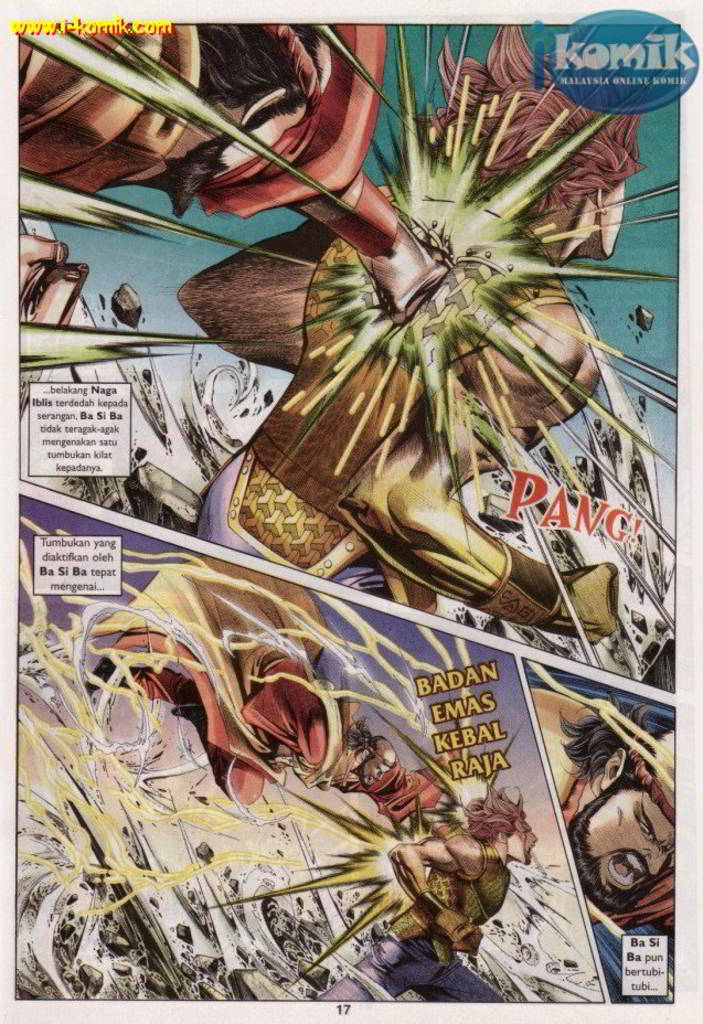 www.i-komik.com
ikomik
MALAYSIA ONLINE KOMIK
...belakang Naga
Iblis terdedah kepada
serangan, Ba Si Ba
tidak teragak-agak
mengenakan satu
tumbukan kilat
kepadanya.
PANG!
Tumbukan yang
diaktifkan oleh
Ba Si Ba tepat
mengenai...
BADAN
EMAS
KEBAL
RAJA
Ba Si
Ba pun
bertubi-
tubi...
17